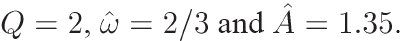 Q = 2, ω̂ = 2/3 and Â = 1.35.